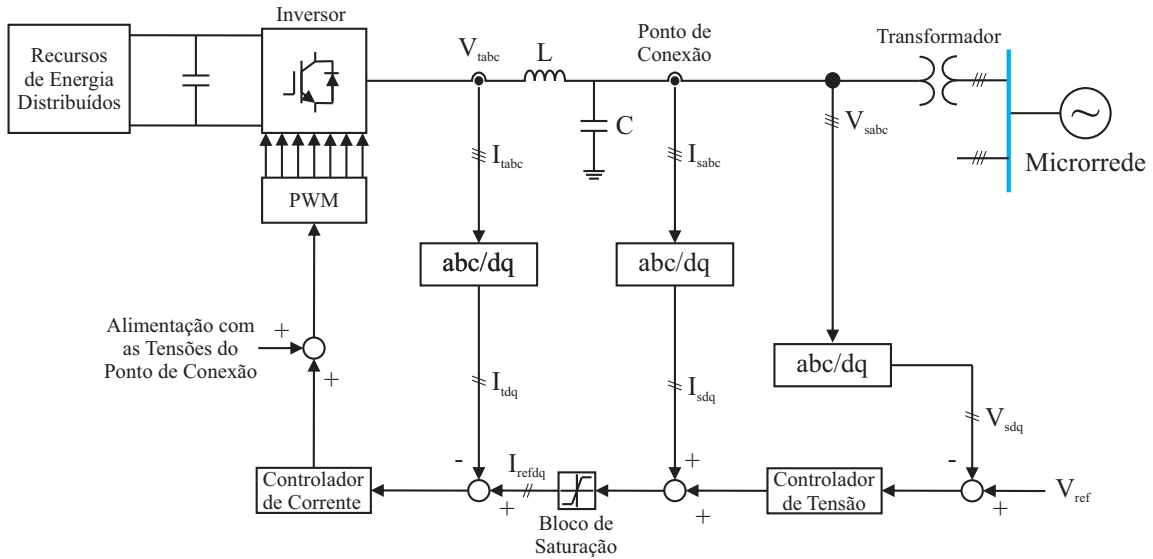 Inversor
Recursos
de Energia
Distribuídos
V_tabc
L
Ponto de
Conexão
Transformador
C
V_sabc
~
Microrrede
I_tabc
I_sabc
PWM
abc/dq
abc/dq
Alimentação com
as Tensões do
Ponto de Conexão
+
+
abc/dq
I_tdq
I_sdq
V_sdq
-
+
-
Controlador
de Corrente
I_refdq
+
Bloco de
Saturação
+
Controlador
de Tensão
+
V_ref